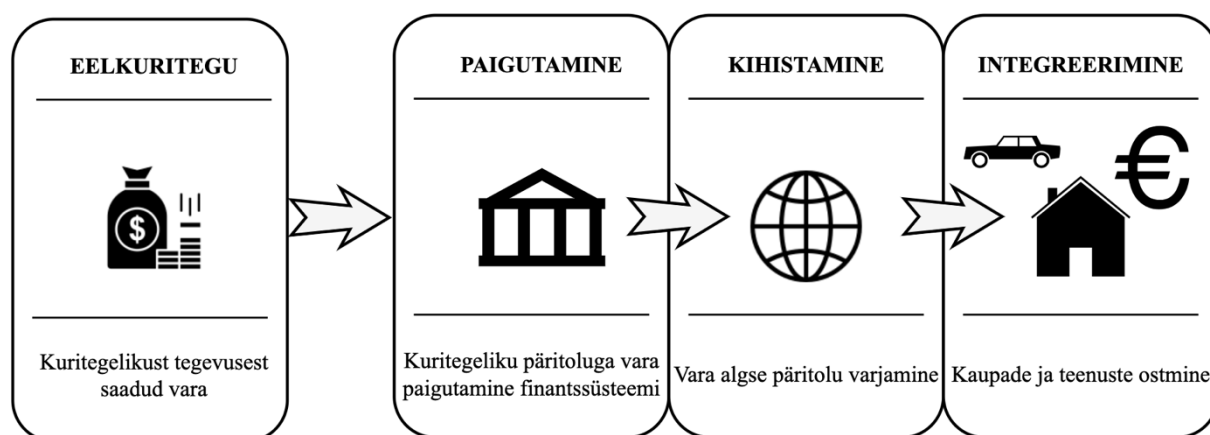 EELKURITEGU
$
Kuritegelikust tegevusest
saadud vara
PAIGUTAMINE
Kuritegeliku päritoluga vara
paigutamine finantssüsteemi
KIHISTAMINE
Vara algse päritolu varjamine
INTEGREERIMINE
€
Kaupade ja teenuste ostmine